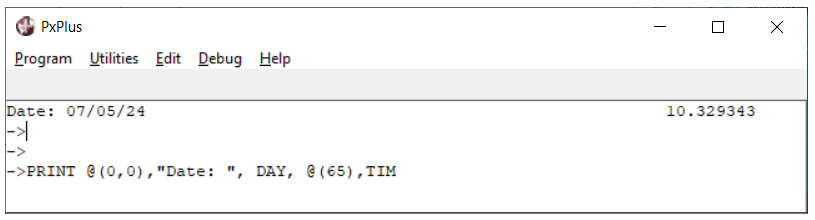 PxPlus
Program Utilities Edit Debug Help
Date: 07/05/24 10.329343
->
->
->PRINT @(0,0),"Date: ", DAY, @(65),TIM